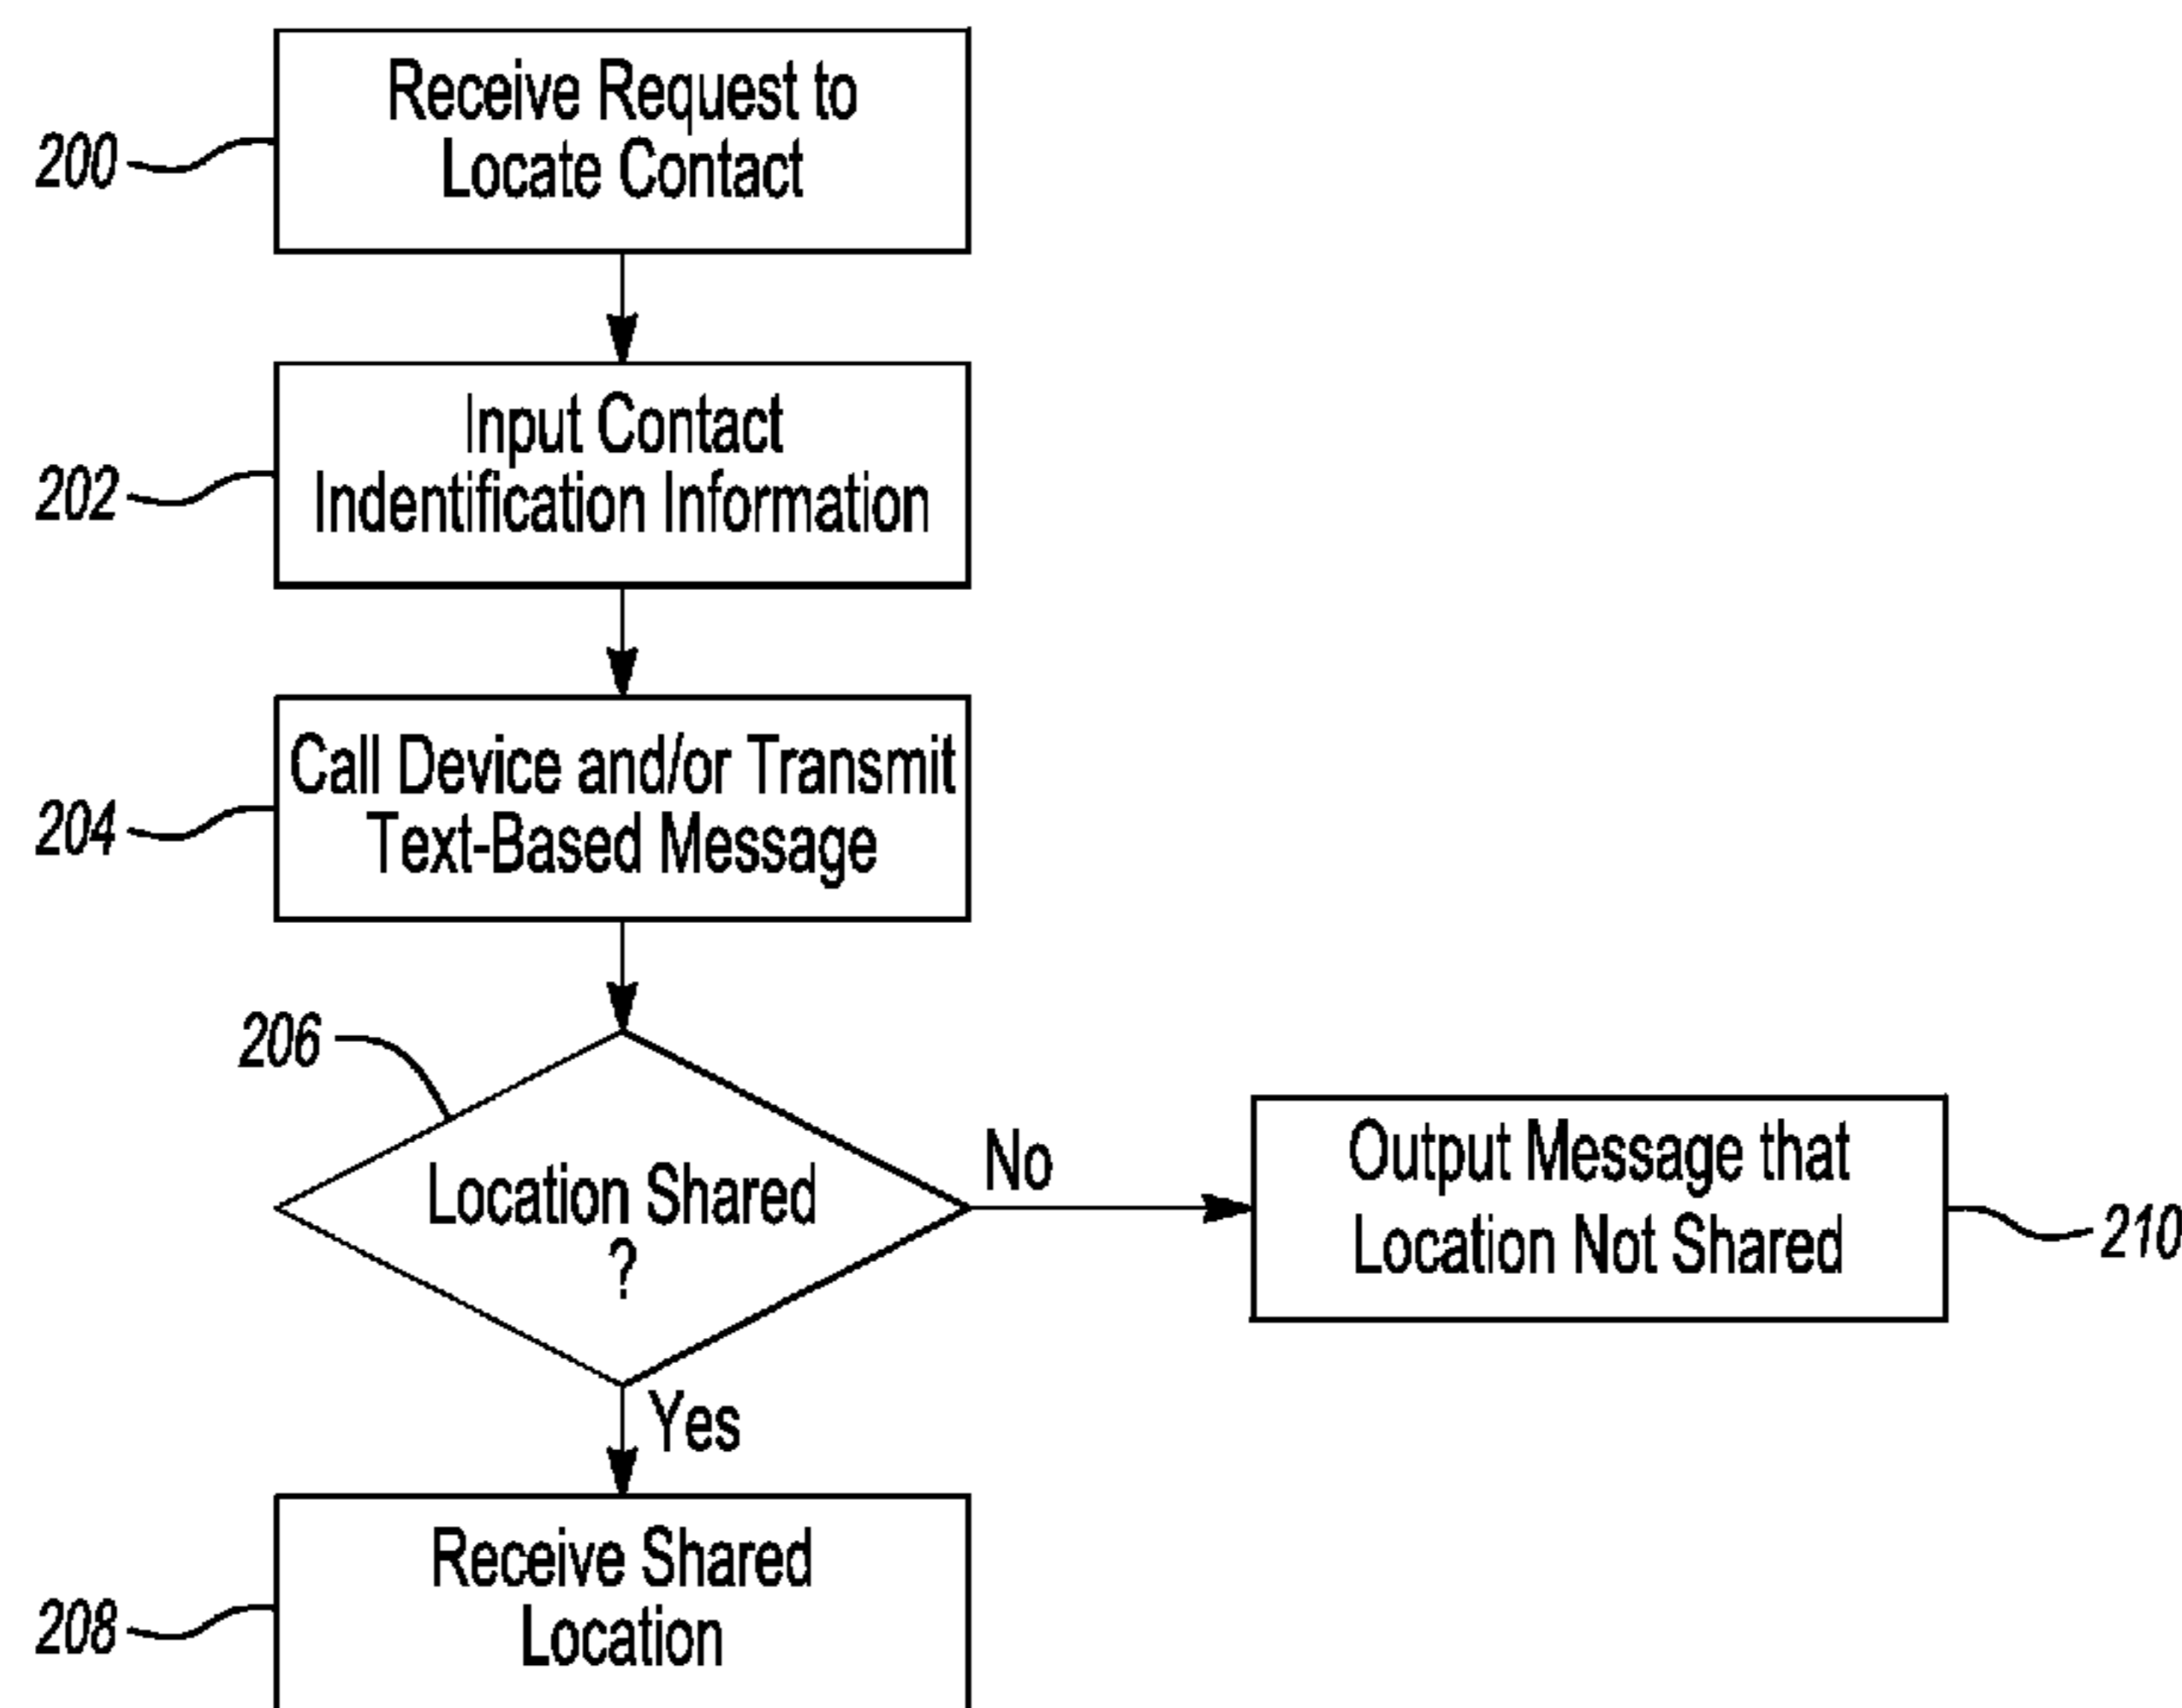 Receive Request to
Locate Contact
200
Input Contact
Indentification Information
202
Call Device and/or Transmit
Text-Based Message
204
206
Location Shared
?
No
Output Message that
Location Not Shared
210
Yes
Receive Shared
Location
208